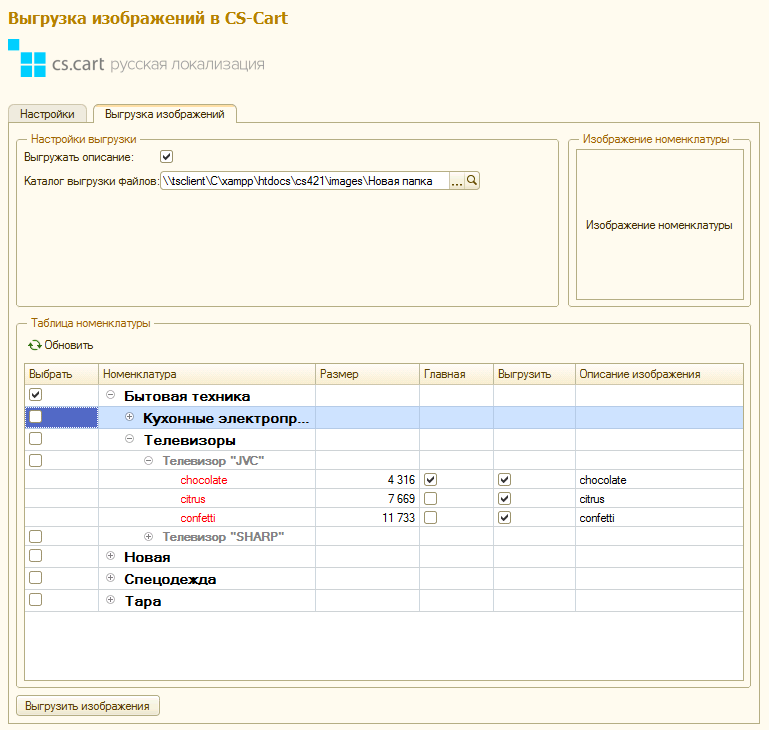 Выгрузка изображений в CS-Cart
cs.cart русская локализация
Настройки Выгрузка изображений
Настройки выгрузки
Выгружать описание:
Каталог выгрузки файлов: \\tsclient\C\xampp\htdocs\cs421\images\Новая папка ...
Изображение номенклатуры
Изображение номенклатуры
Таблица номенклатуры
Обновить
Выбрать Номенклатура Размер Главная Выгрузить Описание изображения
Бытовая техника
Кухонные электропр...
Телевизоры
Телевизор "JVC"
chocolate 4 316 chocolate
citrus 7 669 citrus
confetti 11 733 confetti
Телевизор "SHARP"
Новая
Спецодежда
Тара
Выгрузить изображения